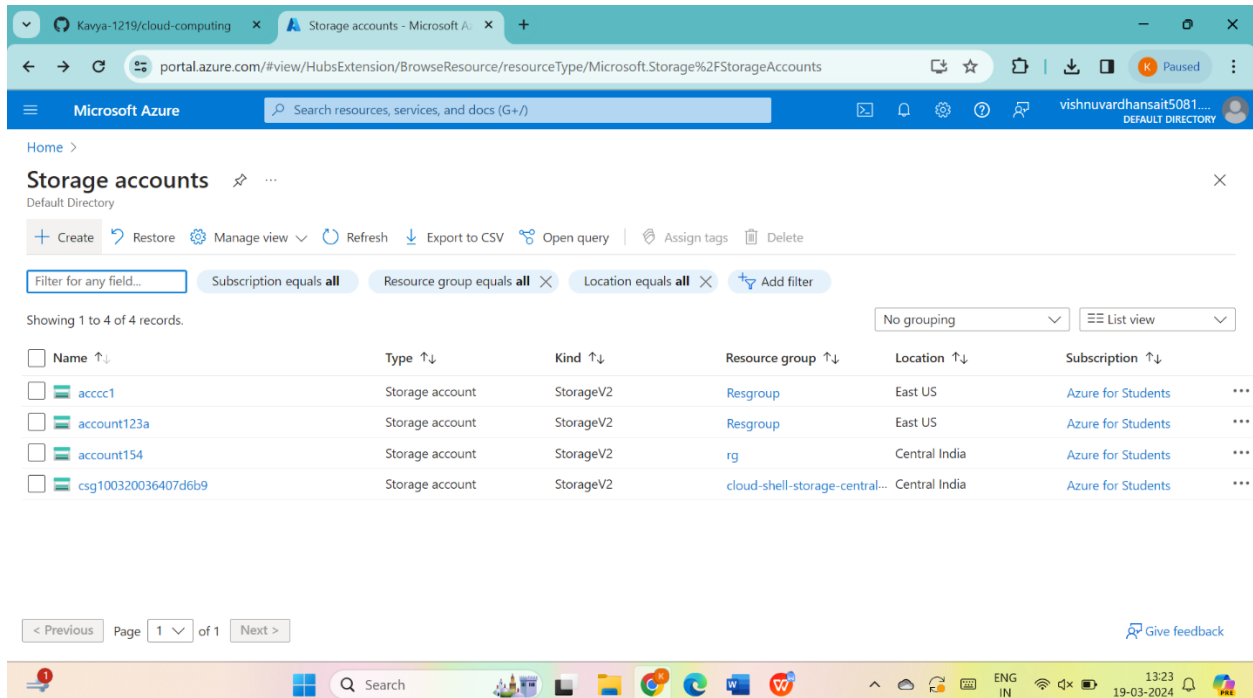 Kavya-1219/cloud-computing
Storage accounts - Microsoft A
portal.azure.com/#view/HubsExtension/BrowseResource/resourceType/Microsoft.Storage%2FStorageAccounts
K Paused
Microsoft Azure
Search resources, services, and docs (G+/)
vishnuvardhansait5081....
DEFAULT DIRECTORY
Home >
Storage accounts
Default Directory
Create Restore Manage view Refresh Export to CSV Open query Assign tags Delete
Filter for any field... Subscription equals all Resource group equals all Location equals all Add filter
Showing 1 to 4 of 4 records.
No grouping List view
Name Type Kind Resource group Location Subscription
acccc1 Storage account StorageV2 Resgroup East US Azure for Students
account123a Storage account StorageV2 Resgroup East US Azure for Students
account154 Storage account StorageV2 rg Central India Azure for Students
csg100320036407d6b9 Storage account StorageV2 cloud-shell-storage-central... Central India Azure for Students
< Previous Page 1 of 1 Next >
Give feedback
1
Search
K
W
W
PRE
ENG
IN
13:23
19-03-2024